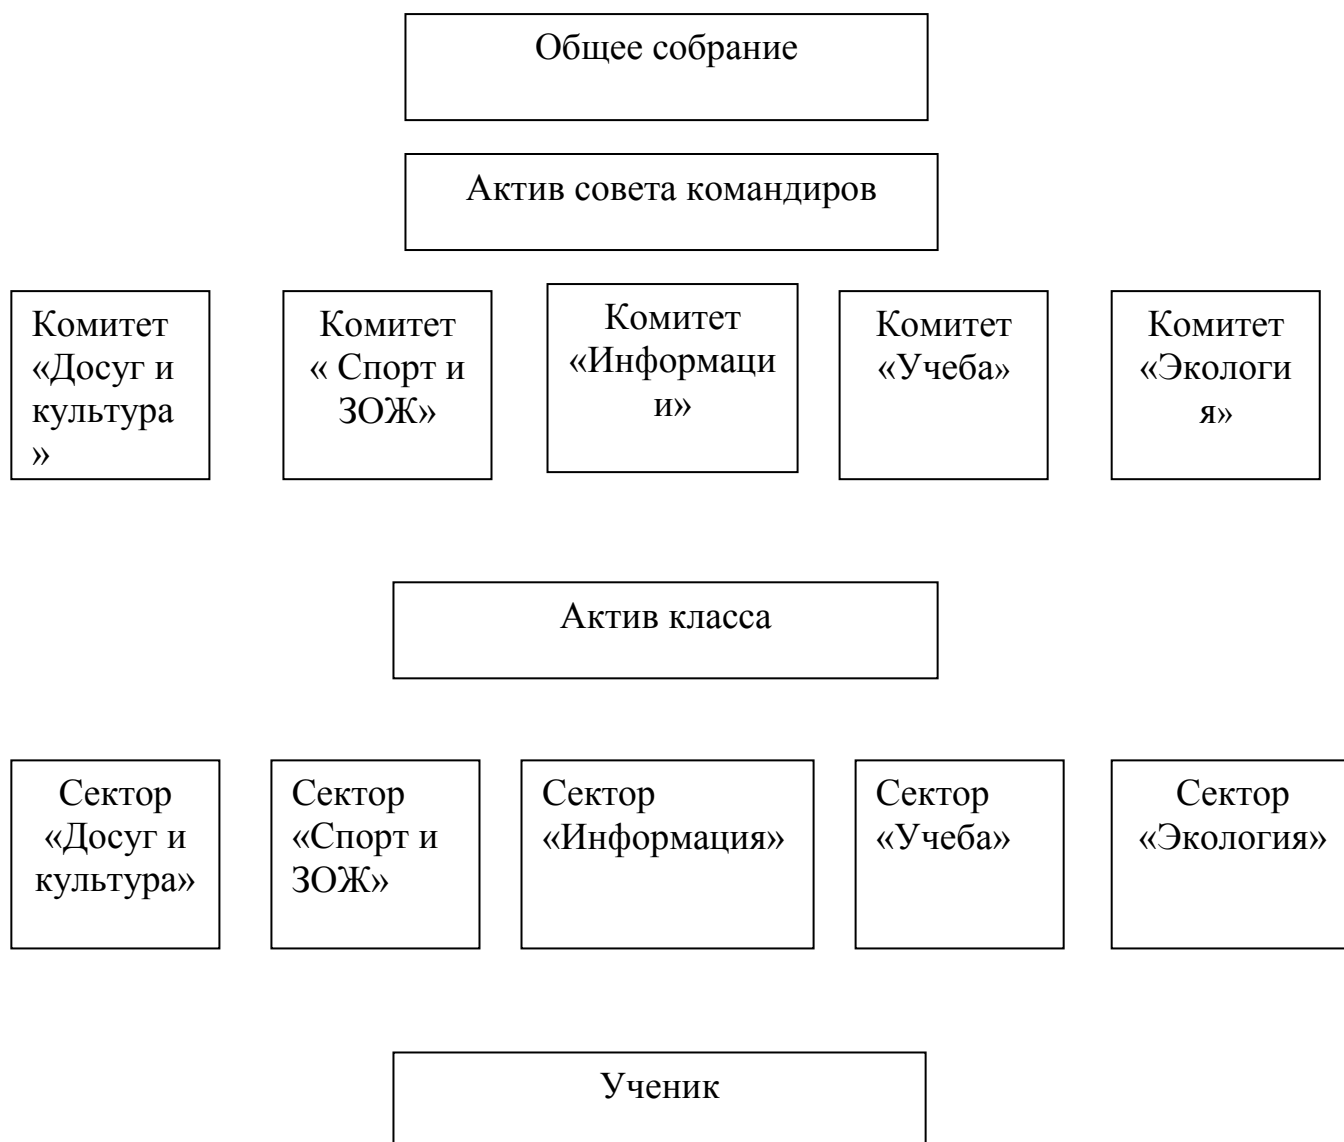 Общее собрание
Актив совета командиров
Комитет
«Досуг и
культура
»
Комитет
« Спорт и
ЗОЖ»
Комитет
«Информаци
и»
Комитет
«Учеба»
Комитет
«Экологи
я»
Актив класса
Сектор
«Досуг и
культура»
Сектор
«Спорт и
ЗОЖ»
Сектор
«Информация»
Сектор
«Учеба»
Сектор
«Экология»
Ученик